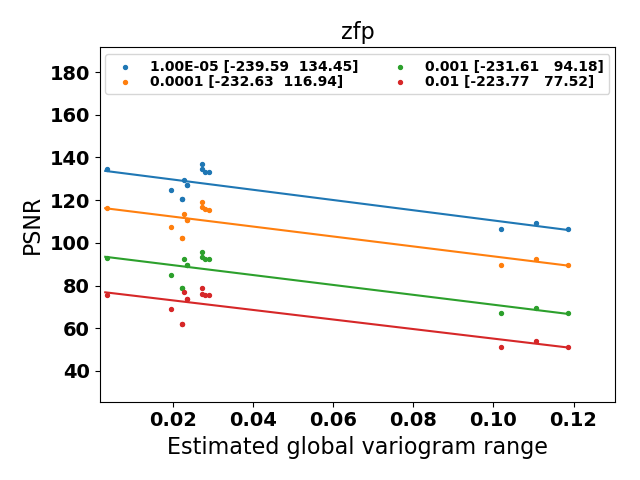 zfp
1.00E-05 [-239.59  134.45]
0.0001 [-232.63  116.94]
0.001 [-231.61   94.18]
0.01 [-223.77   77.52]
180
160
140
120
100
80
60
40
PSNR
0.02 0.04 0.06 0.08 0.10 0.12
Estimated global variogram range